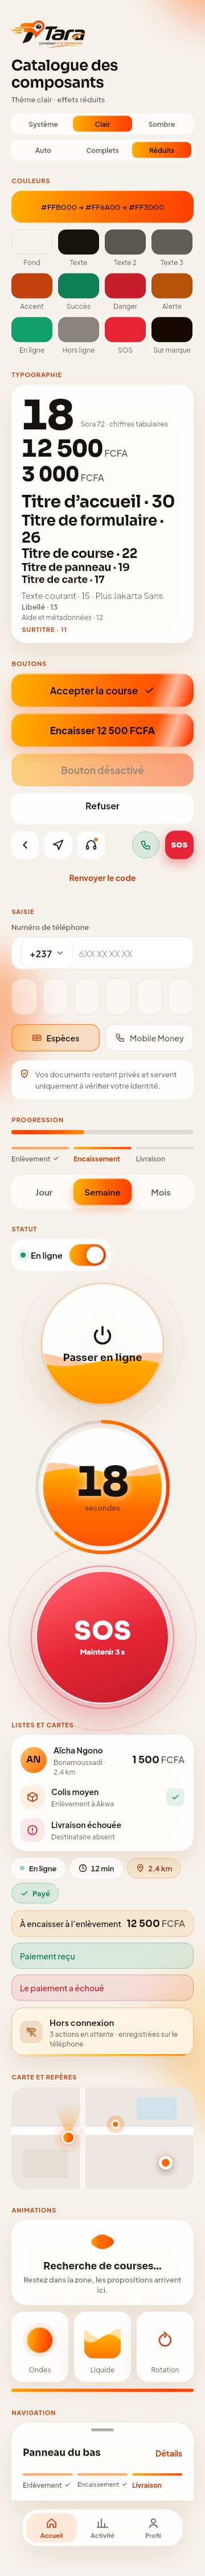 Tara
Catalogue des
composants
Thème clair · effets réduits
Système Clair Sombre
Auto Complets Réduits
COULEURS
#FFB000 → #FF6A00 → #FF3D00
Fond Texte Texte 2 Texte 3
Accent Succès Danger Alerte
En ligne Hors ligne SOS Sur marque
TYPOGRAPHIE
18 Sora 72 · chiffres tabulaires
12 500 FCFA
3 000 FCFA
Titre d’accueil · 30
Titre de formulaire ·
26
Titre de course · 22
Titre de panneau · 19
Titre de carte · 17
Texte courant · 15 · Plus Jakarta Sans
Libellé · 13
Aide et métadonnées · 12
SURTITRE · 11
BOUTONS
Accepter la course
Encaisser 12 500 FCFA
Bouton désactivé
Refuser
SOS
Renvoyer le code
SAISIE
Numéro de téléphone
+237 6XX XX XX XX
Espèces Mobile Money
Vos documents restent privés et servent
uniquement à vérifier votre identité.
PROGRESSION
Enlèvement Encaissement Livraison
Jour Semaine Mois
STATUT
En ligne
Passer en ligne
18
secondes
SOS
Maintenir 3 s
LISTES ET CARTES
AN Aïcha Ngono 1 500 FCFA
Bonamoussadi ·
2,4 km
Colis moyen
Enlèvement à Akwa
Livraison échouée
Destinataire absent
En ligne 12 min 2,4 km
Payé
À encaisser à l’enlèvement 12 500 FCFA
Paiement reçu
Le paiement a échoué
Hors connexion
3 actions en attente · enregistrées sur le
téléphone
CARTE ET REPÈRES
ANIMATIONS
Recherche de courses…
Restez dans la zone, les propositions arrivent
ici.
Ondes Liquide Rotation
NAVIGATION
Panneau du bas Détails
Enlèvement Encaissement Livraison
Accueil Activité Profil